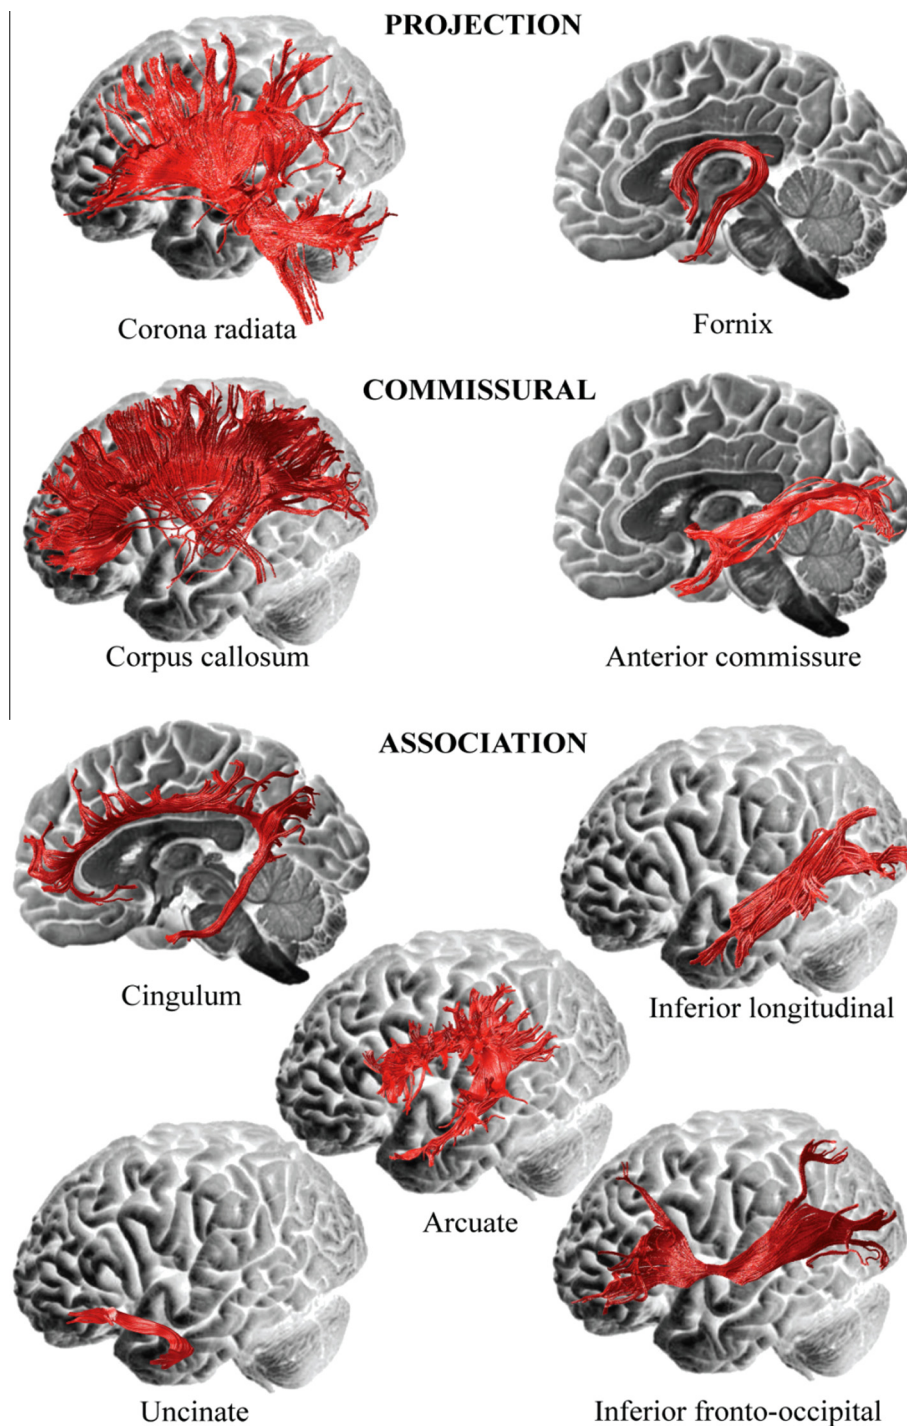 PROJECTION
Corona radiata
Fornix
COMMISSURAL
Corpus callosum
Anterior commissure
ASSOCIATION
Cingulum
Inferior longitudinal
Arcuate
Uncinate
Inferior fronto-occipital